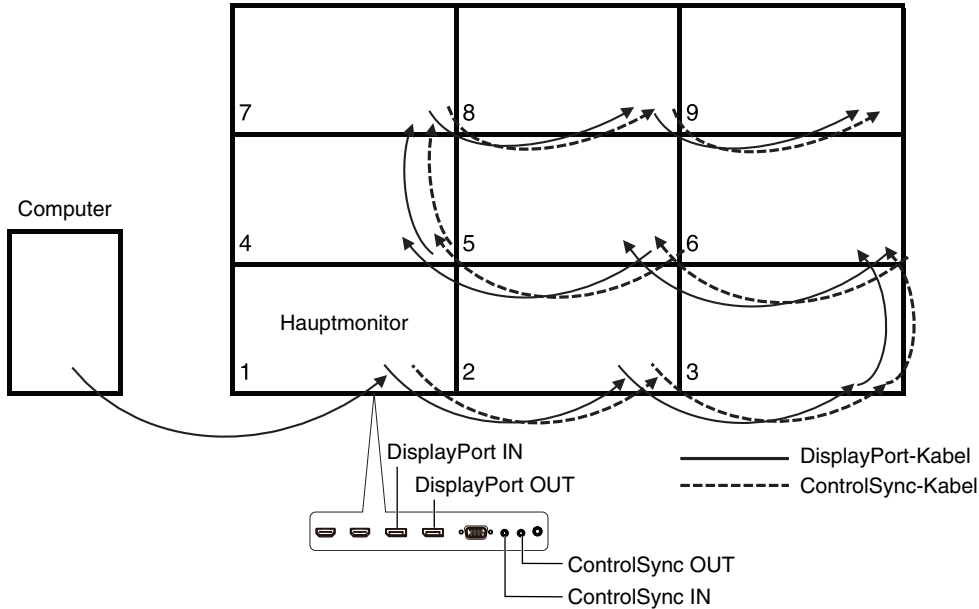 7
8
9
Computer
4
5
6
Hauptmonitor
1
2
3
DisplayPort IN
DisplayPort OUT
DisplayPort-Kabel
ControlSync-Kabel
ControlSync OUT
ControlSync IN